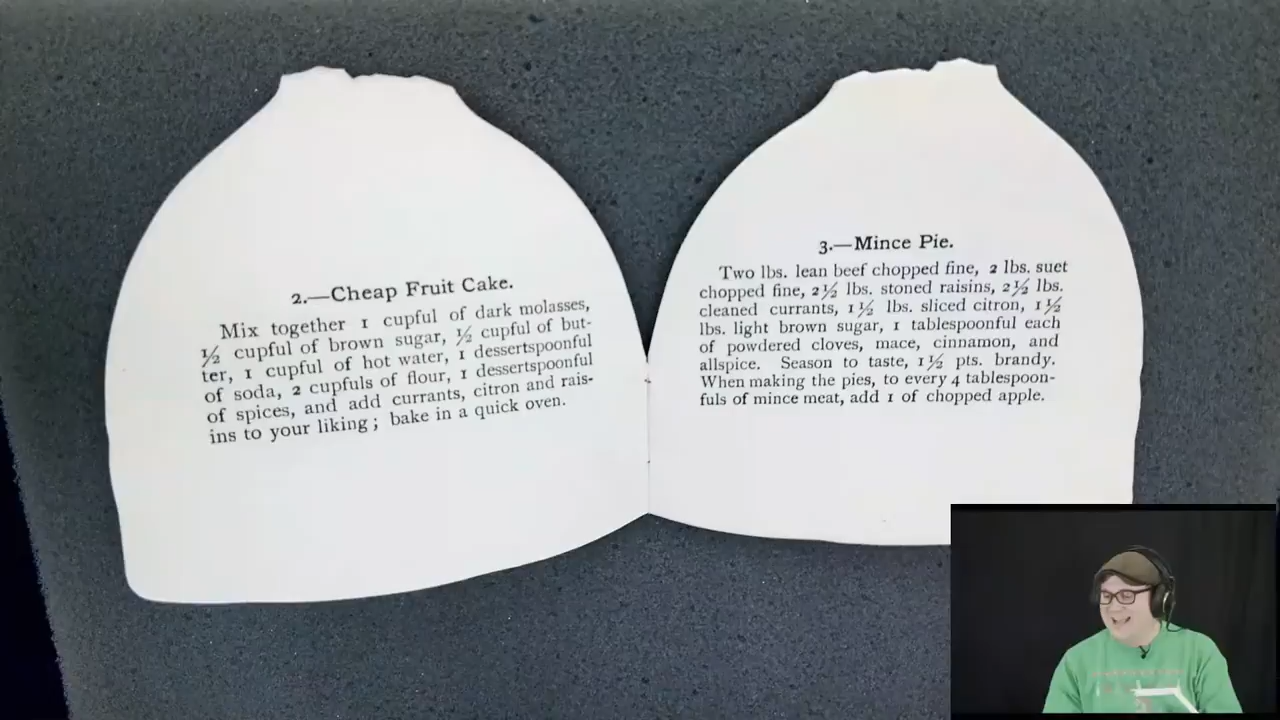 2.—Cheap Fruit Cake.
Mix together 1 cupful of dark molasses,
½ cupful of brown sugar, ½ cupful of but-
ter, 1 cupful of hot water, 1 dessertspoonful
of soda, 2 cupfuls of flour, 1 dessertspoonful
of spices, and add currants, citron and rais-
ins to your liking; bake in a quick oven.
3.—Mince Pie.
Two lbs. lean beef chopped fine, 2 lbs. suet
chopped fine, 2½ lbs. stoned raisins, 2½ lbs.
cleaned currants, 1½ lbs. sliced citron, 1½
lbs. light brown sugar, 1 tablespoonful each
of powdered cloves, mace, cinnamon, and
allspice. Season to taste, 1½ pts. brandy.
When making the pies, to every 4 tablespoon-
fuls of mince meat, add 1 of chopped apple.